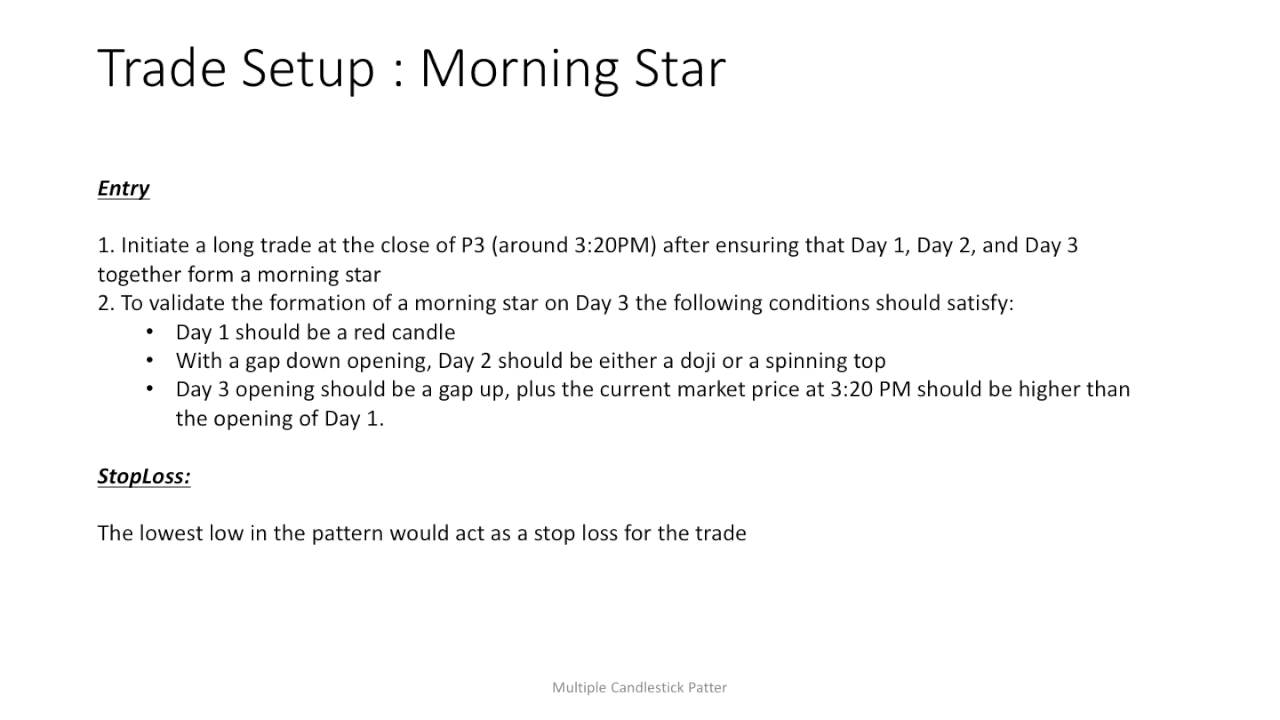 Trade Setup : Morning Star
Entry
1. Initiate a long trade at the close of P3 (around 3:20PM) after ensuring that Day 1, Day 2, and Day 3
together form a morning star
2. To validate the formation of a morning star on Day 3 the following conditions should satisfy:
• Day 1 should be a red candle
• With a gap down opening, Day 2 should be either a doji or a spinning top
• Day 3 opening should be a gap up, plus the current market price at 3:20 PM should be higher than
the opening of Day 1.
StopLoss:
The lowest low in the pattern would act as a stop loss for the trade
Multiple Candlestick Patter